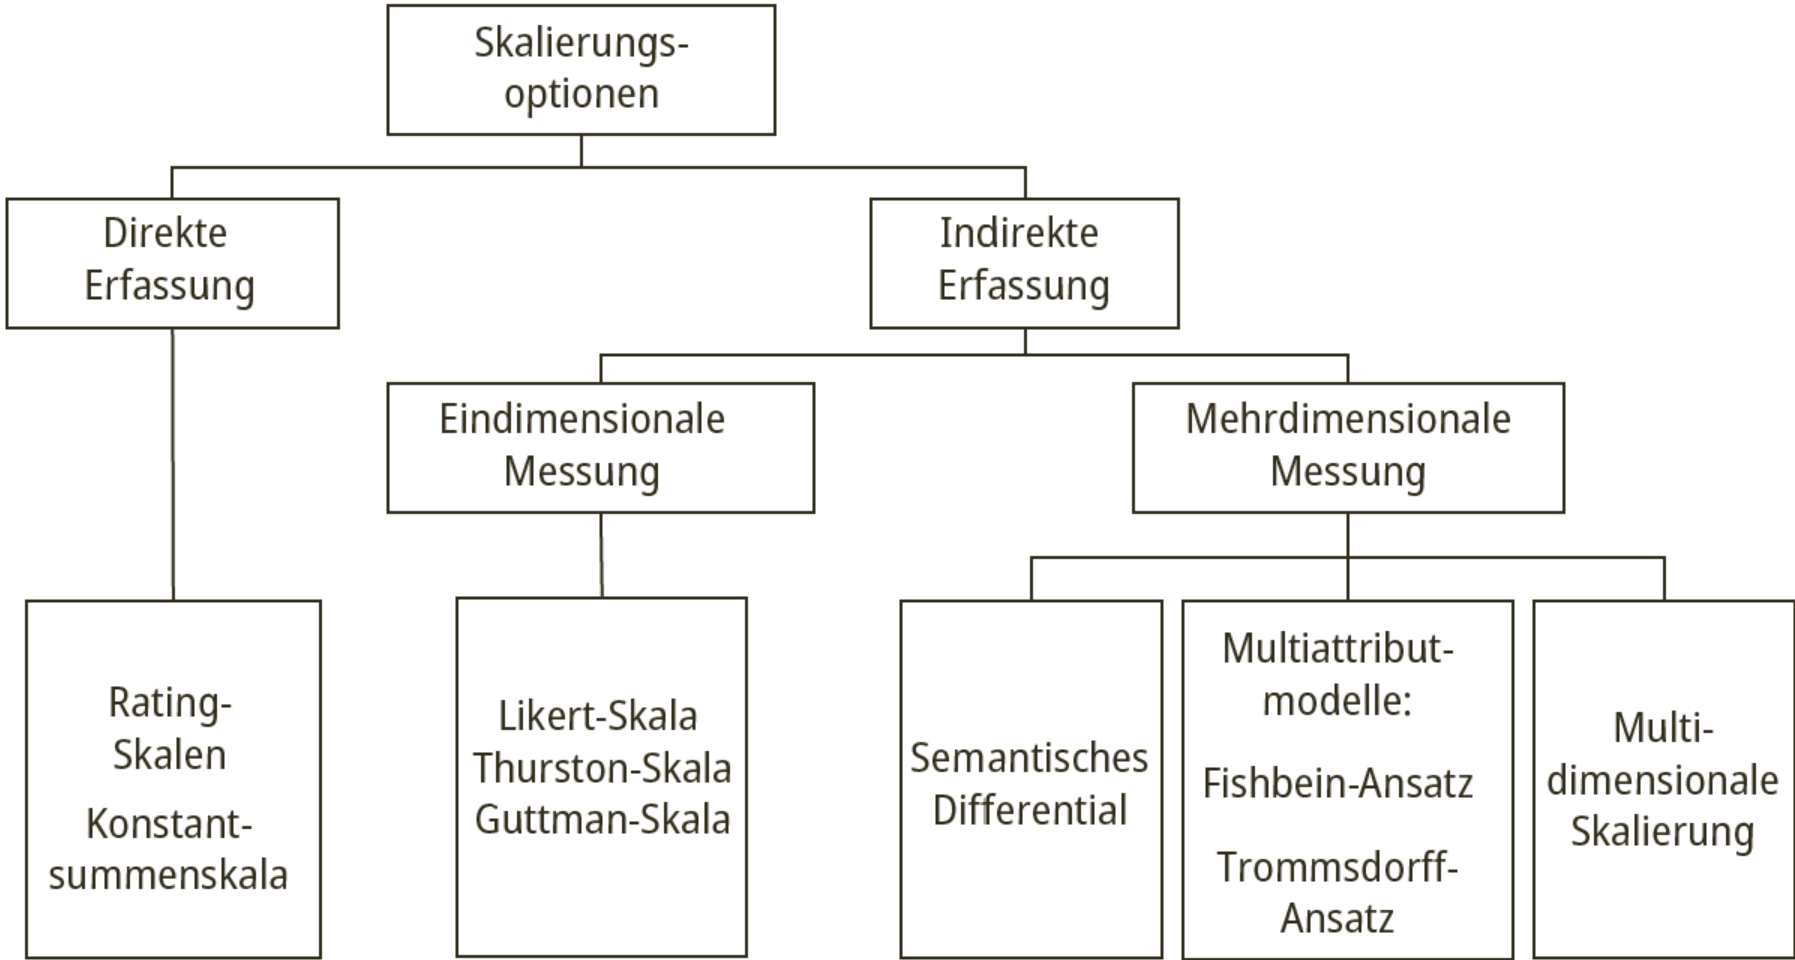 Skalierungs-
optionen
Direkte
Erfassung
Indirekte
Erfassung
Eindimensionale
Messung
Mehrdimensionale
Messung
Rating-
Skalen
Konstant-
summenskala
Likert-Skala
Thurston-Skala
Guttman-Skala
Semantisches
Differential
Multiattribut-
modelle:
Fishbein-Ansatz
Trommsdorff-
Ansatz
Multi-
dimensionale
Skalierung